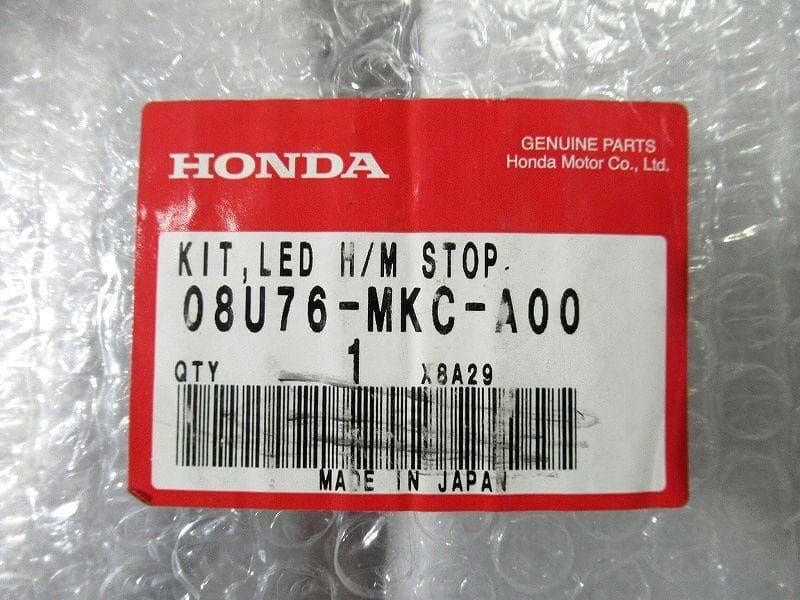 HONDA
GENUINE PARTS
Honda Motor Co., Ltd.
KIT, LED H/M STOP
08U76-MKC-A00
QTY 1 X8A29
MADE IN JAPAN